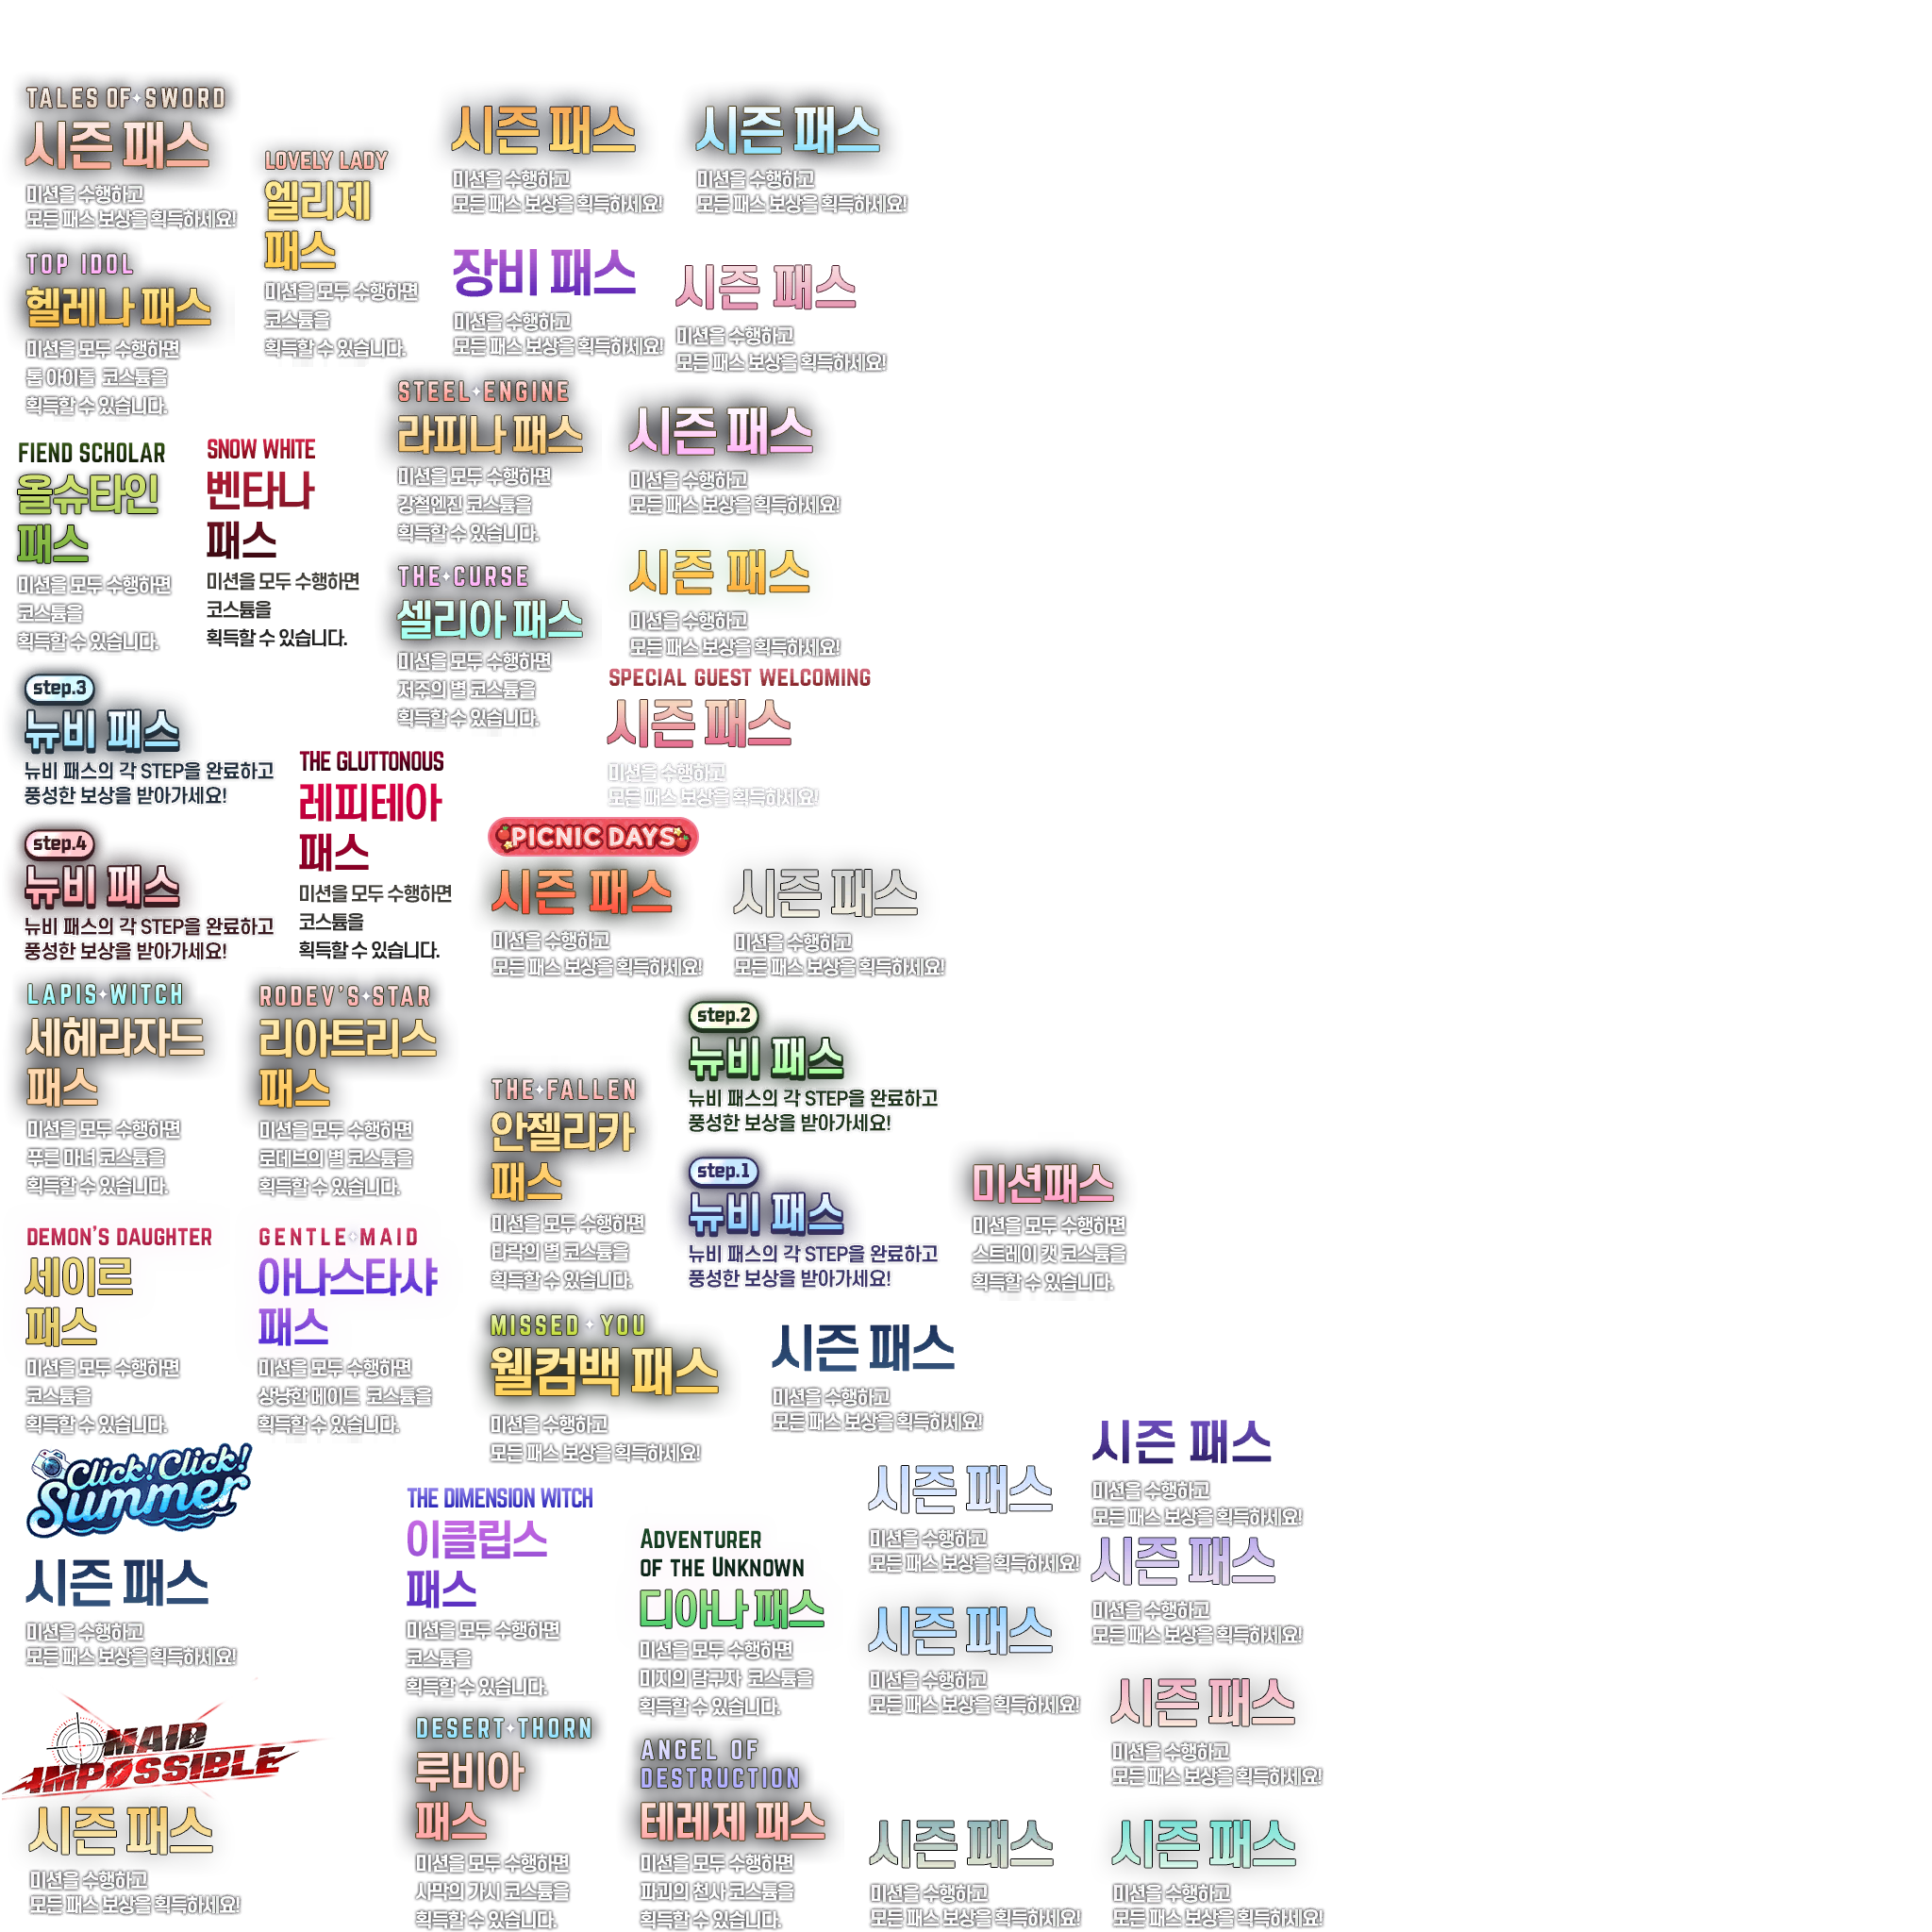 TALES OF SWORD
시즌 패스
미션을 수행하고
모든 패스 보상을 획득하세요!
LOVELY LADY
엘리제
패스
미션을 모두 수행하면
코스튬을
획득할 수 있습니다.
시즌 패스
미션을 수행하고
모든 패스 보상을 획득하세요!
시즌 패스
미션을 수행하고
모든 패스 보상을 획득하세요!
TOP IDOL
헬레나 패스
미션을 모두 수행하면
톱 아이돌 코스튬을
획득할 수 있습니다.
장비 패스
미션을 수행하고
모든 패스 보상을 획득하세요!
시즌 패스
미션을 수행하고
모든 패스 보상을 획득하세요!
STEEL ENGINE
라피나 패스
미션을 모두 수행하면
강철엔진 코스튬을
획득할 수 있습니다.
시즌 패스
미션을 수행하고
모든 패스 보상을 획득하세요!
FIEND SCHOLAR
올슈타인
패스
미션을 모두 수행하면
코스튬을
획득할 수 있습니다.
SNOW WHITE
벤타나
패스
미션을 모두 수행하면
코스튬을
획득할 수 있습니다.
THE CURSE
셀리아 패스
미션을 모두 수행하면
저주의 별 코스튬을
획득할 수 있습니다.
시즌 패스
미션을 수행하고
모든 패스 보상을 획득하세요!
SPECIAL GUEST WELCOMING
시즌 패스
미션을 수행하고
모든 패스 보상을 획득하세요!
step.3
뉴비 패스
뉴비 패스의 각 STEP을 완료하고
풍성한 보상을 받아가세요!
THE GLUTTONOUS
레피테아
패스
미션을 모두 수행하면
코스튬을
획득할 수 있습니다.
step.4
뉴비 패스
뉴비 패스의 각 STEP을 완료하고
풍성한 보상을 받아가세요!
PICNIC DAYS
시즌 패스
미션을 수행하고
모든 패스 보상을 획득하세요!
시즌 패스
미션을 수행하고
모든 패스 보상을 획득하세요!
LAPIS WITCH
세헤라자드
패스
미션을 모두 수행하면
푸른 마녀 코스튬을
획득할 수 있습니다.
RODEV'S STAR
리아트리스
패스
미션을 모두 수행하면
로데브의 별 코스튬을
획득할 수 있습니다.
THE FALLEN
안젤리카
패스
미션을 모두 수행하면
타락의 별 코스튬을
획득할 수 있습니다.
step.2
뉴비 패스
뉴비 패스의 각 STEP을 완료하고
풍성한 보상을 받아가세요!
step.1
뉴비 패스
뉴비 패스의 각 STEP을 완료하고
풍성한 보상을 받아가세요!
미션패스
미션을 모두 수행하면
스트레이 캣 코스튬을
획득할 수 있습니다.
DEMON'S DAUGHTER
세이르
패스
미션을 모두 수행하면
코스튬을
획득할 수 있습니다.
GENTLE MAID
아나스타샤
패스
미션을 모두 수행하면
상냥한 메이드 코스튬을
획득할 수 있습니다.
MISSED YOU
웰컴백 패스
미션을 수행하고
모든 패스 보상을 획득하세요!
시즌 패스
미션을 수행하고
모든 패스 보상을 획득하세요!
Click! Click!
Summer
시즌 패스
미션을 수행하고
모든 패스 보상을 획득하세요!
THE DIMENSION WITCH
이클립스
패스
미션을 모두 수행하면
코스튬을
획득할 수 있습니다.
ADVENTURER
OF THE UNKNOWN
디아나 패스
미션을 모두 수행하면
미지의 탐구자 코스튬을
획득할 수 있습니다.
시즌 패스
미션을 수행하고
모든 패스 보상을 획득하세요!
시즌 패스
미션을 수행하고
모든 패스 보상을 획득하세요!
시즌 패스
미션을 수행하고
모든 패스 보상을 획득하세요!
시즌 패스
미션을 수행하고
모든 패스 보상을 획득하세요!
MAID
IMPOSSIBLE
시즌 패스
미션을 수행하고
모든 패스 보상을 획득하세요!
DESERT THORN
루비아
패스
미션을 모두 수행하면
사막의 가시 코스튬을
획득할 수 있습니다.
ANGEL OF
DESTRUCTION
테레제 패스
미션을 모두 수행하면
파괴의 천사 코스튬을
획득할 수 있습니다.
시즌 패스
미션을 수행하고
모든 패스 보상을 획득하세요!
시즌 패스
미션을 수행하고
모든 패스 보상을 획득하세요!
시즌 패스
미션을 수행하고
모든 패스 보상을 획득하세요!